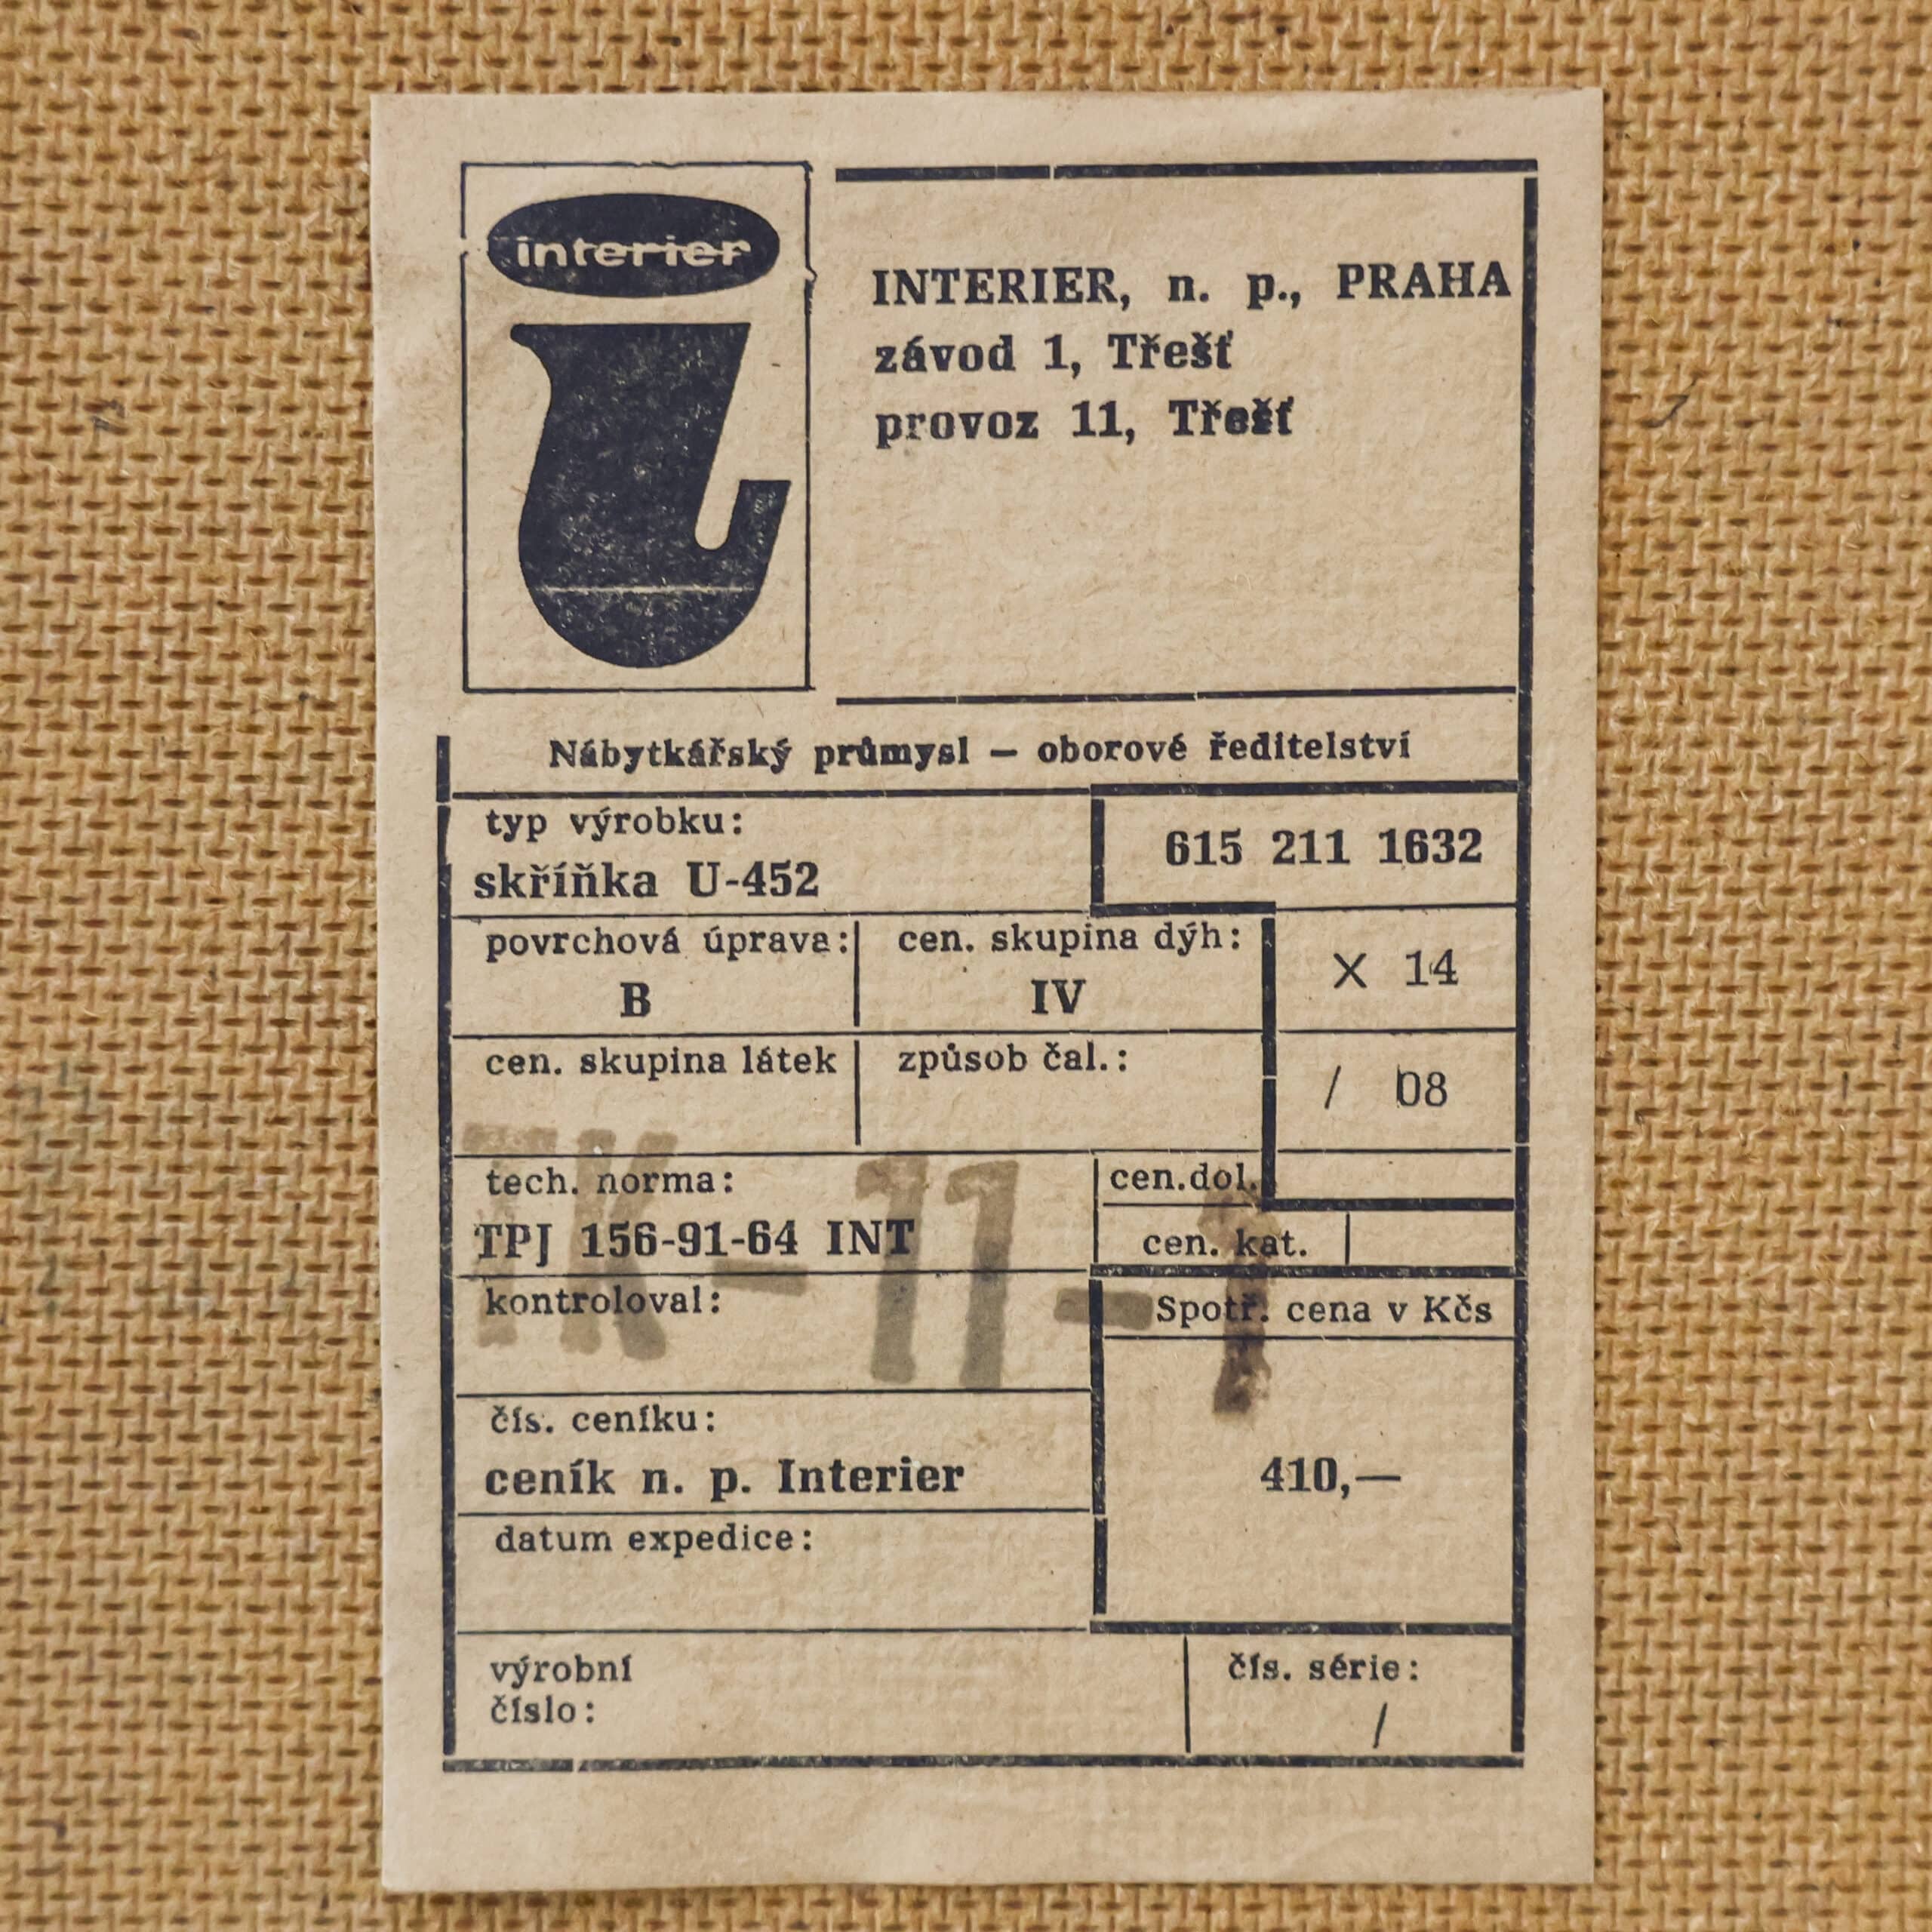 interier
INTERIER, n. p., PRAHA
závod 1, Třešť
provoz 11, Třešť
Nábytkářský průmysl — oborové ředitelství
typ výrobku:
skříňka U-452
615 211 1632
povrchová úprava:
B
cen. skupina dýh:
IV
X 14
cen. skupina látek
způsob čal.:
/ 08
tech. norma:
TPJ 156-91-64 INT
cen.dol.
cen. kat.
kontroloval:
TK-11-1
Spotř. cena v Kčs
410,—
čís. ceníku:
ceník n. p. Interier
datum expedice:
výrobní
číslo:
čís. série:
/